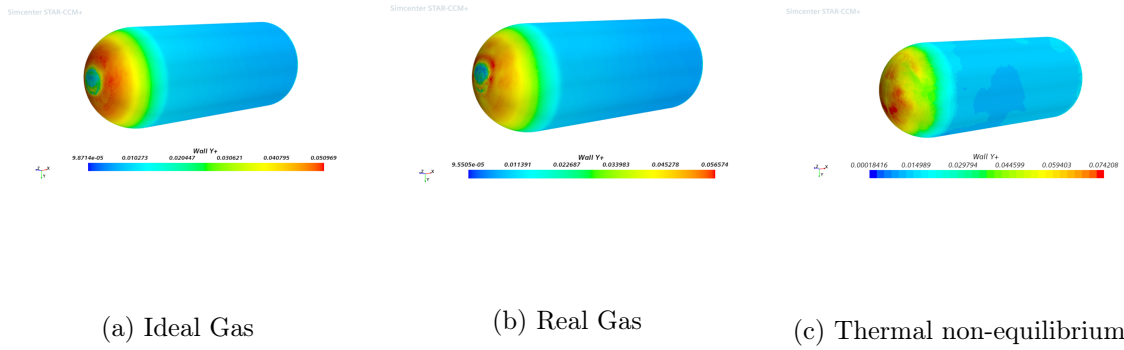 Simcenter STAR-CCM+
Simcenter STAR-CCM+
Simcenter STAR-CCM+
Wall Y+
9.8714e-05 0.010273 0.020447 0.030621 0.040795 0.050969
Z X
Y
Wall Y+
9.5505e-05 0.011391 0.022687 0.033983 0.045278 0.056574
Z X
Y
Wall Y+
0.00018416 0.014989 0.029794 0.044599 0.059403 0.074208
Z X
Y
(a) Ideal Gas
(b) Real Gas
(c) Thermal non-equilibrium